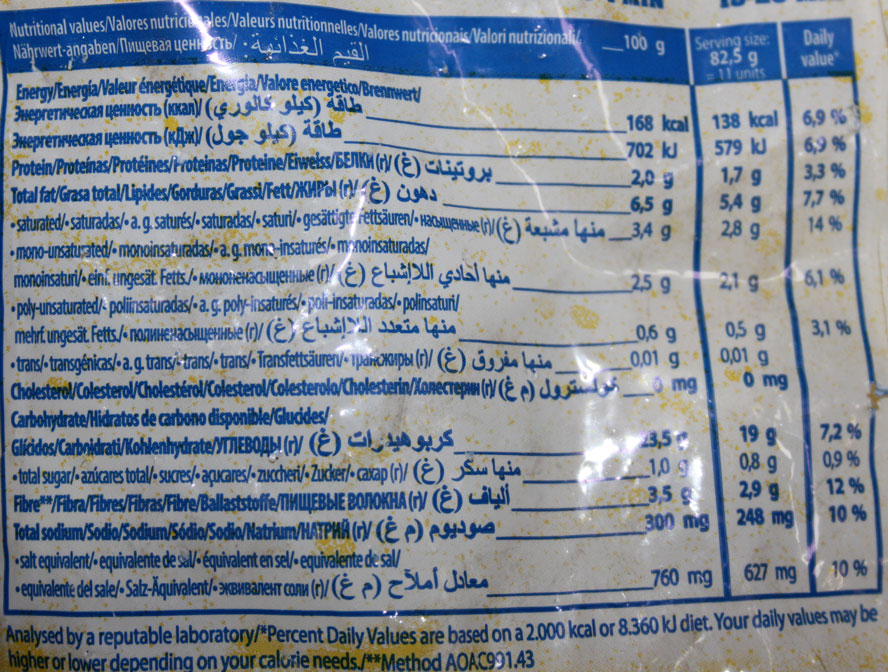 Nutritional values/Valores nutricionales/Valeurs nutritionnelles/Valores nutricionais/Valori nutrizionali/ 100 g Serving size: 82,5 g = 11 units Daily value*
Nährwert-angaben/Пищевая ценность/ القيم الغذائية
Energy/Energía/Valeur énergétique/Energia/Valore energetico/Brennwert/
Энергетическая ценность (ккал)/ طاقة (كيلو كالوري) 168 kcal 138 kcal 6,9 %
Энергетическая ценность (кДж)/ طاقة (كيلو جول) 702 kJ 579 kJ 6,9 %
Protein/Proteínas/Protéines/Proteinas/Proteine/Eiweiss/БЕЛКИ (г)/ بروتينات (غ) 2,0 g 1,7 g 3,3 %
Total fat/Grasa total/Lipides/Gorduras/Grassi/Fett/ЖИРЫ (г)/ دهون (غ) 6,5 g 5,4 g 7,7 %
• saturated/• saturadas/• a. g. saturés/• saturadas/• saturi/• gesättigte Fettsäuren/• насыщенные (г)/ منها مشبعة (غ) 3,4 g 2,8 g 14 %
• mono-unsaturated/• monoinsaturadas/• a. g. mono-insaturés/• monoinsaturadas/
monoinsaturi/• einf. ungesät. Fetts./• мононенасыщенные (г)/ منها أحادي اللاإشباع (غ) 2,5 g 2,1 g 6,1 %
• poly-unsaturated/• poliinsaturadas/• a. g. poly-insaturés/• poli-insaturadas/• polinsaturi/
mehrf. ungesät. Fetts./• полиненасыщенные (г)/ منها متعدد اللاإشباع (غ) 0,6 g 0,5 g 3,1 %
• trans/• transgénicas/• a. g. trans/• trans/• trans/• Transfettsäuren/• трансжиры (г)/ منها مفروق (غ) 0,01 g 0,01 g
Cholesterol/Colesterol/Cholestérol/Colesterol/Colesterolo/Cholesterin/Холестерин (г)/ كولسترول (م غ) 0 mg 0 mg
Carbohydrate/Hidratos de carbono disponible/Glucides/
Glícidos/Carboidrati/Kohlenhydrate/УГЛЕВОДЫ (г)/ كربوهيدرات (غ) 23,5 g 19 g 7,2 %
• total sugar/• azúcares total/• sucres/• açucares/• zuccheri/• Zucker/• сахар (г)/ منها سكر (غ) 1,0 g 0,8 g 0,9 %
Fibre**/Fibra/Fibres/Fibras/Fibre/Ballaststoffe/ПИЩЕВЫЕ ВОЛОКНА (г)/ ألياف (غ) 3,5 g 2,9 g 12 %
Total sodium/Sodio/Sodium/Sódio/Sodio/Natrium/НАТРИЙ (г)/ صوديوم (م غ) 300 mg 248 mg 10 %
• salt equivalent/• equivalente de sal/• équivalent en sel/• equivalente de sal/
• equivalente del sale/• Salz-Äquivalent/• эквивалент соли (г)/ معادل أملاح (م غ) 760 mg 627 mg 10 %
Analysed by a reputable laboratory/*Percent Daily Values are based on a 2.000 kcal or 8.360 kJ diet. Your daily values may be
higher or lower depending on your calorie needs./**Method AOAC991.43